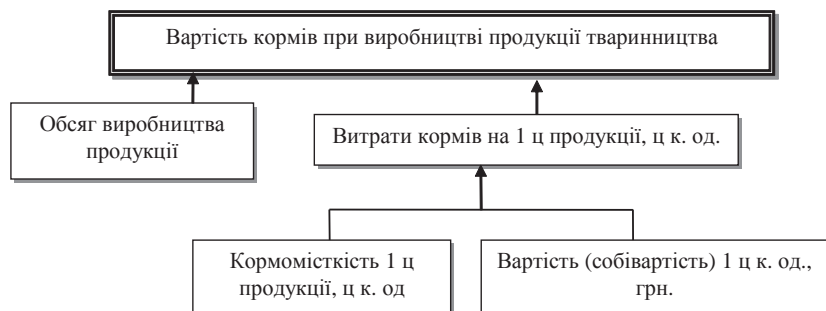 Вартість кормів при виробництві продукції тваринництва
Обсяг виробництва
продукції
Витрати кормів на 1 ц продукції, ц к. од.
Кормомісткість 1 ц
продукції, ц к. од
Вартість (собівартість) 1 ц к. од.,
грн.